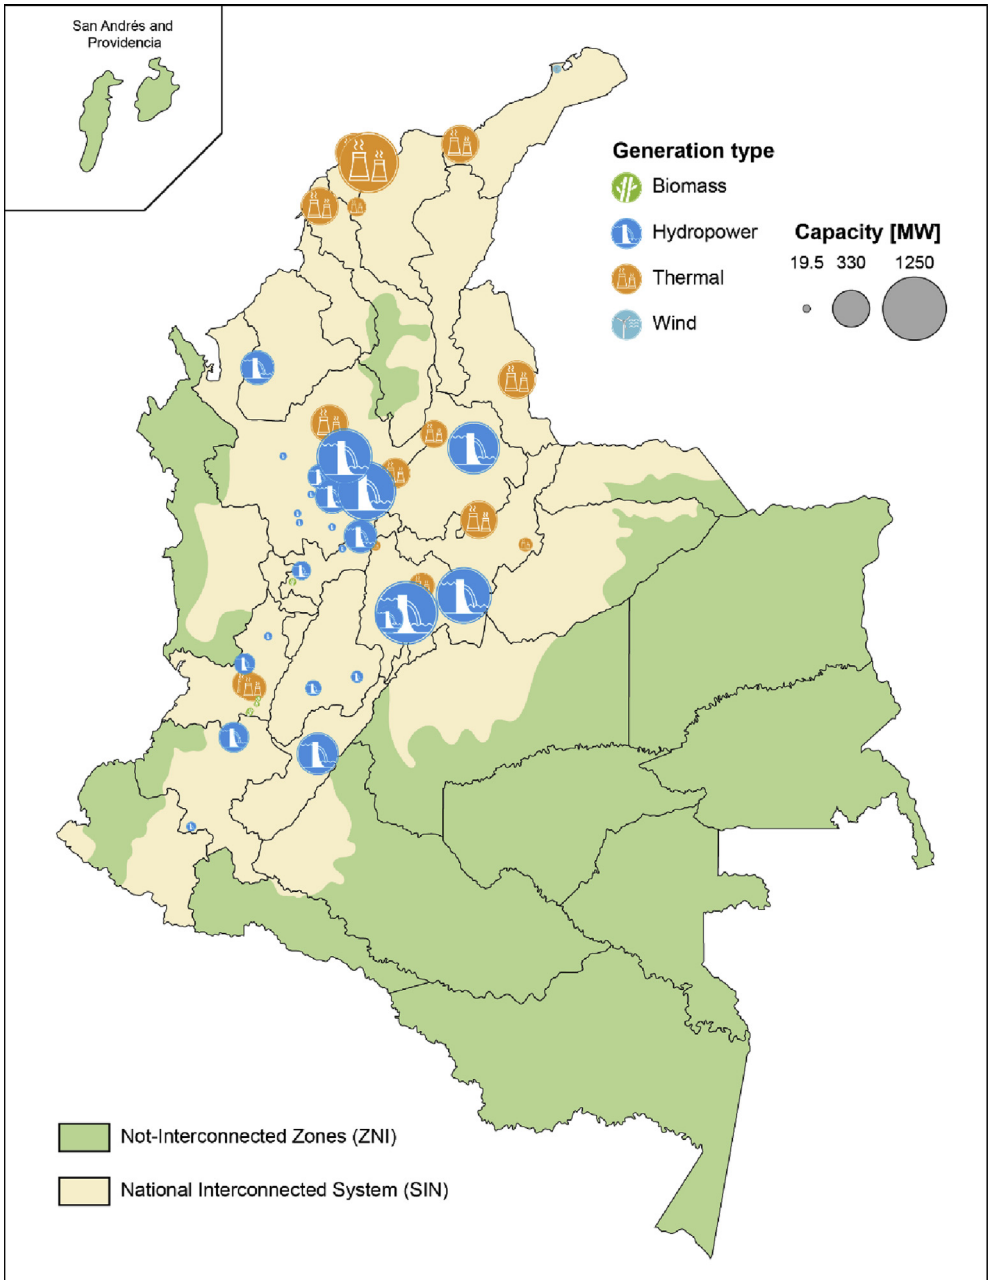 San Andrés and
Providencia
Generation type
Biomass
Hydropower
Thermal
Wind
Capacity [MW]
19.5 330 1250
Not-Interconnected Zones (ZNI)
National Interconnected System (SIN)